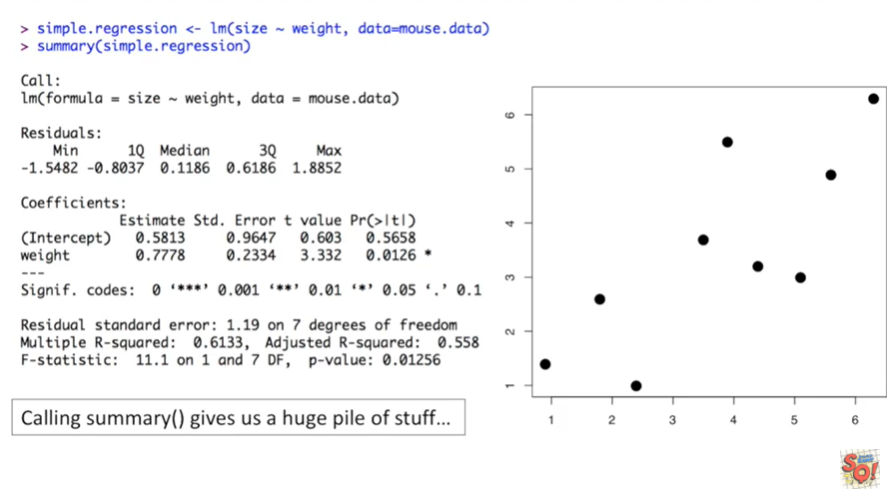 > simple.regression <- lm(size ~ weight, data=mouse.data)
> summary(simple.regression)
Call:
lm(formula = size ~ weight, data = mouse.data)
Residuals:
Min 1Q Median 3Q Max
-1.5482 -0.8037 0.1186 0.6186 1.8852
Coefficients:
Estimate Std. Error t value Pr(>|t|)
(Intercept) 0.5813 0.9647 0.603 0.5658
weight 0.7778 0.2334 3.332 0.0126 *
---
Signif. codes: 0 ‘***’ 0.001 ‘**’ 0.01 ‘*’ 0.05 ‘.’ 0.1
Residual standard error: 1.19 on 7 degrees of freedom
Multiple R-squared: 0.6133, Adjusted R-squared: 0.558
F-statistic: 11.1 on 1 and 7 DF, p-value: 0.01256
Calling summary() gives us a huge pile of stuff...
6
5
4
3
2
1
1 2 3 4 5 6
SQ!